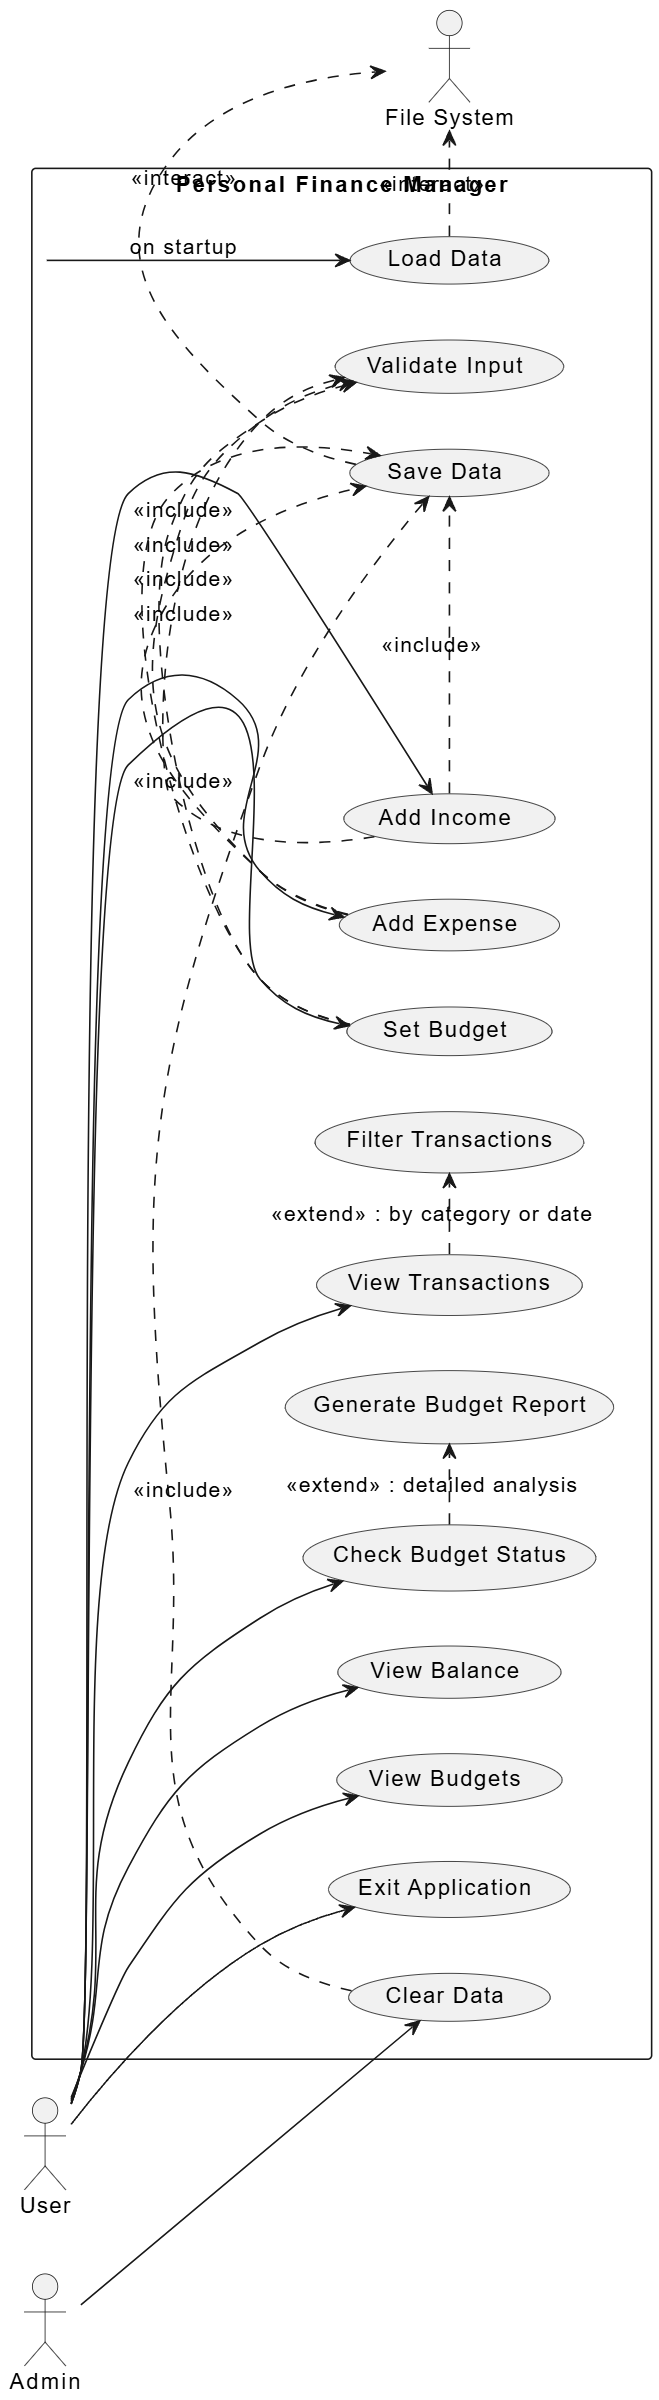 File System
«interact»
Personal Finance Manager
«interact»
on startup
Load Data
Validate Input
Save Data
«include»
«include»
«include»
«include»
«include»
«include»
Add Income
Add Expense
Set Budget
Filter Transactions
«extend» : by category or date
View Transactions
Generate Budget Report
«extend» : detailed analysis
«include»
Check Budget Status
View Balance
View Budgets
Exit Application
Clear Data
User
Admin